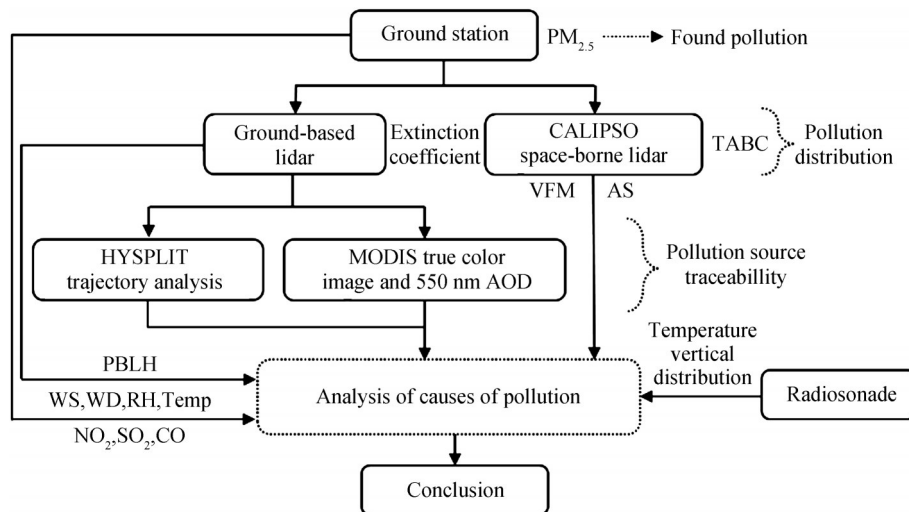 Ground station
PM2.5
Found pollution
Ground-based
lidar
Extinction
coefficient
CALIPSO
space-borne lidar
TABC
Pollution
distribution
VFM
AS
HYSPLIT
trajectory analysis
MODIS true color
image and 550 nm AOD
Pollution source
traceabillity
PBLH
WS,WD,RH,Temp
NO2,SO2,CO
Analysis of causes of pollution
Temperature
vertical
distribution
Radiosonade
Conclusion